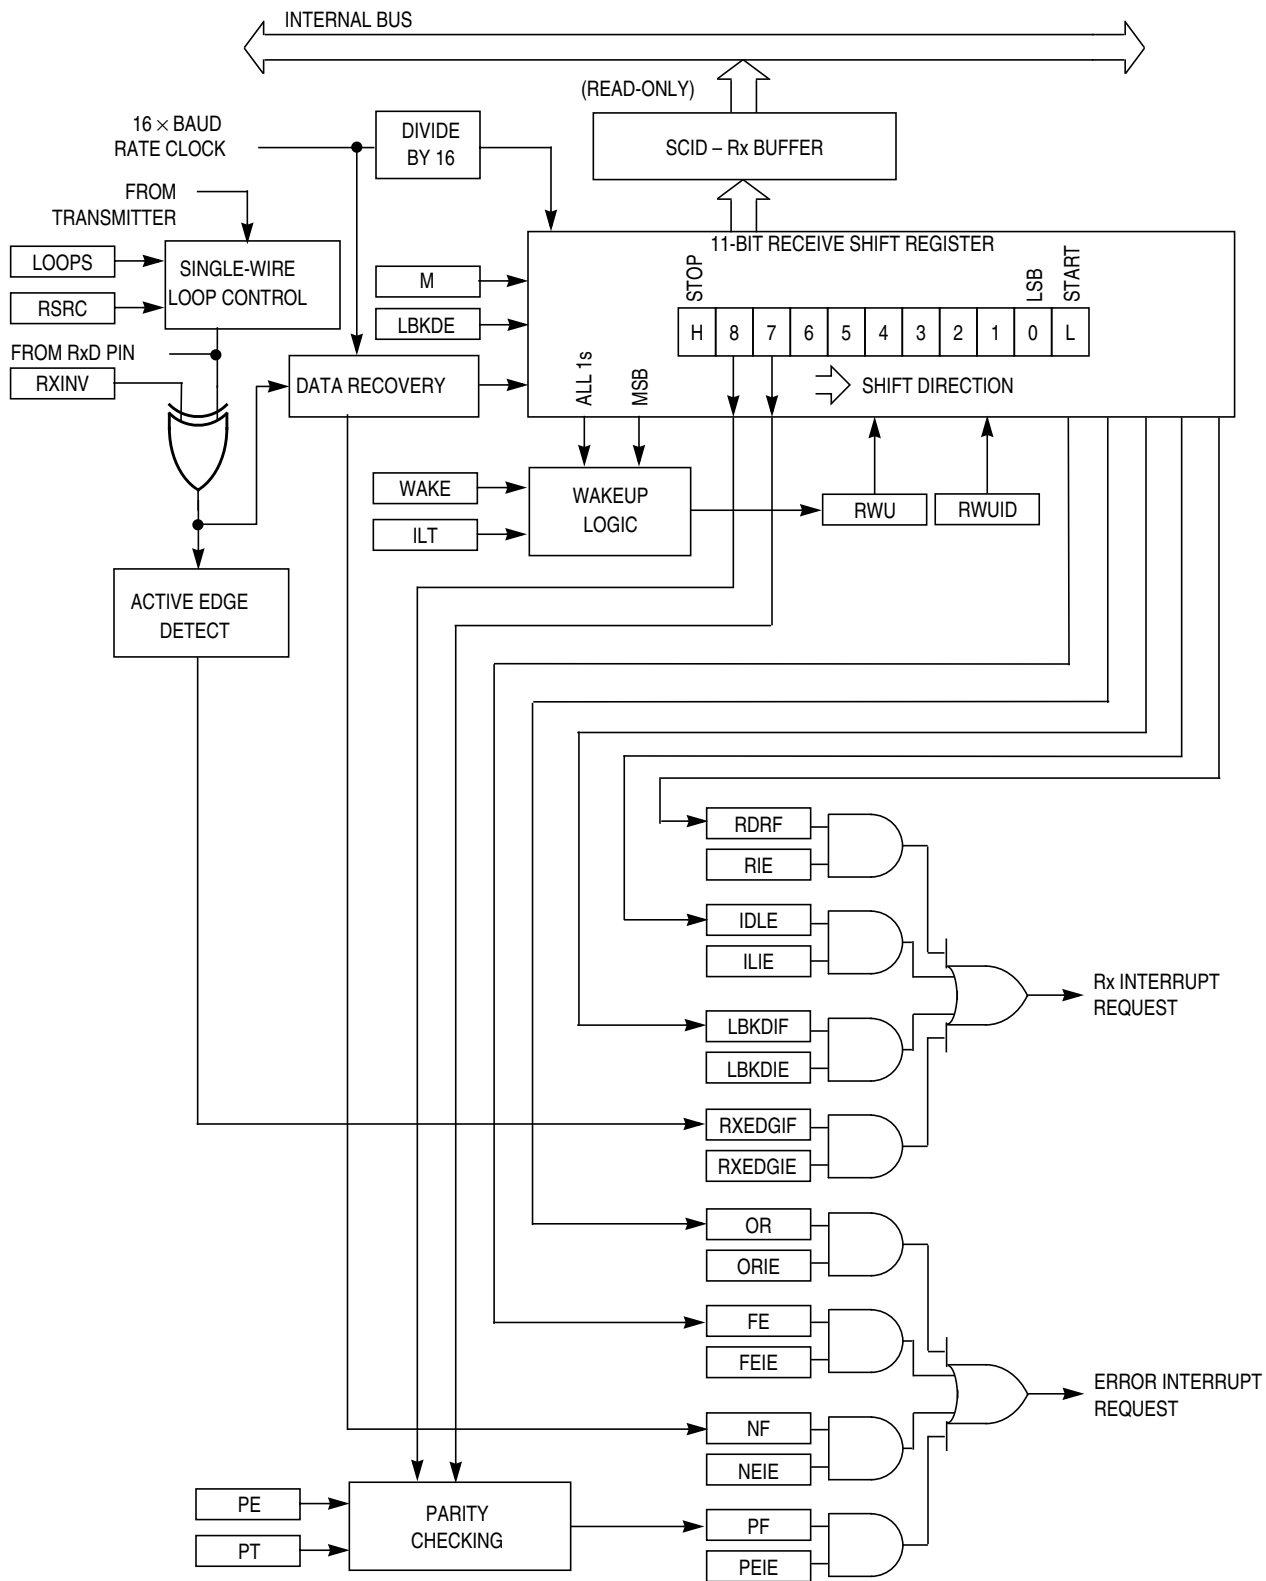 INTERNAL BUS
(READ-ONLY)
16 × BAUD
RATE CLOCK
DIVIDE
BY 16
SCID – Rx BUFFER
FROM
TRANSMITTER
11-BIT RECEIVE SHIFT REGISTER
LOOPS
RSRC
SINGLE-WIRE
LOOP CONTROL
M
LBKDE
STOP
LSB
START
H 8 7 6 5 4 3 2 1 0 L
FROM RxD PIN
RXINV
DATA RECOVERY
ALL 1s
MSB
SHIFT DIRECTION
WAKE
ILT
WAKEUP
LOGIC
RWU
RWUID
ACTIVE EDGE
DETECT
RDRF
RIE
IDLE
ILIE
Rx INTERRUPT
REQUEST
LBKDIF
LBKDIE
RXEDGIF
RXEDGIE
OR
ORIE
FE
FEIE
ERROR INTERRUPT
REQUEST
NF
NEIE
PE
PT
PARITY
CHECKING
PF
PEIE